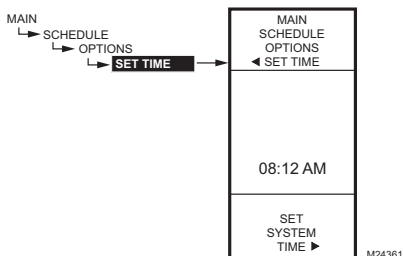 MAIN
SCHEDULE
OPTIONS
SET TIME
MAIN
SCHEDULE
OPTIONS
◄ SET TIME
08:12 AM
SET
SYSTEM
TIME ►
M24361